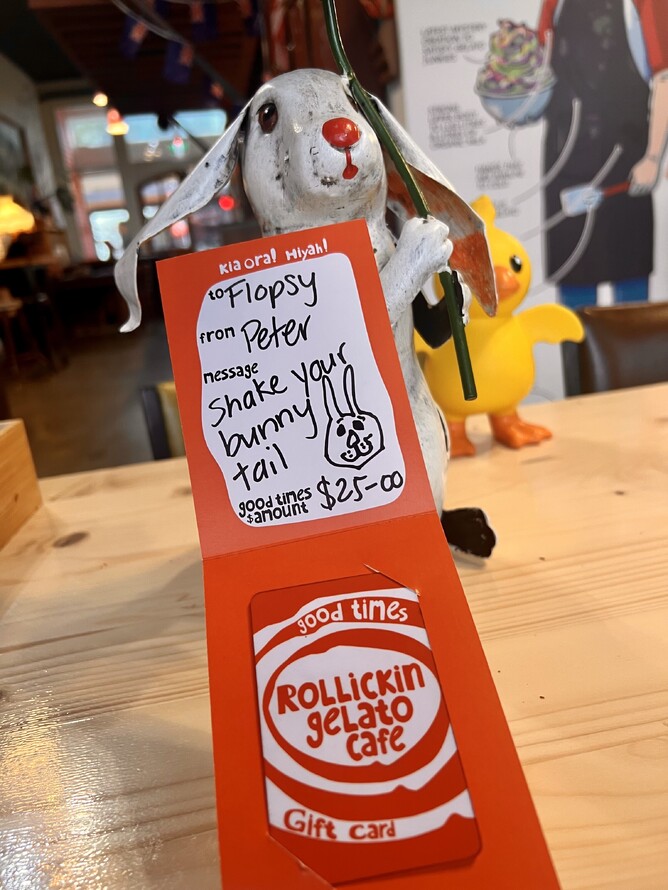 Kia ora! Hiyah!
to Flopsy
from Peter
message
Shake your
bunny
tail
good times
$amount $25-00
good times
ROLLICKIN
gelato
cafe
Gift card